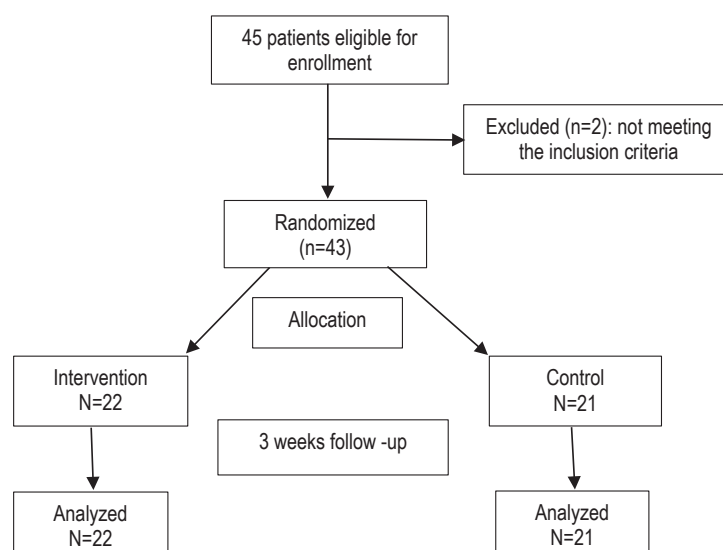 45 patients eligible for
enrollment
Excluded (n=2): not meeting
the inclusion criteria
Randomized
(n=43)
Allocation
Intervention
N=22
Control
N=21
3 weeks follow -up
Analyzed
N=22
Analyzed
N=21